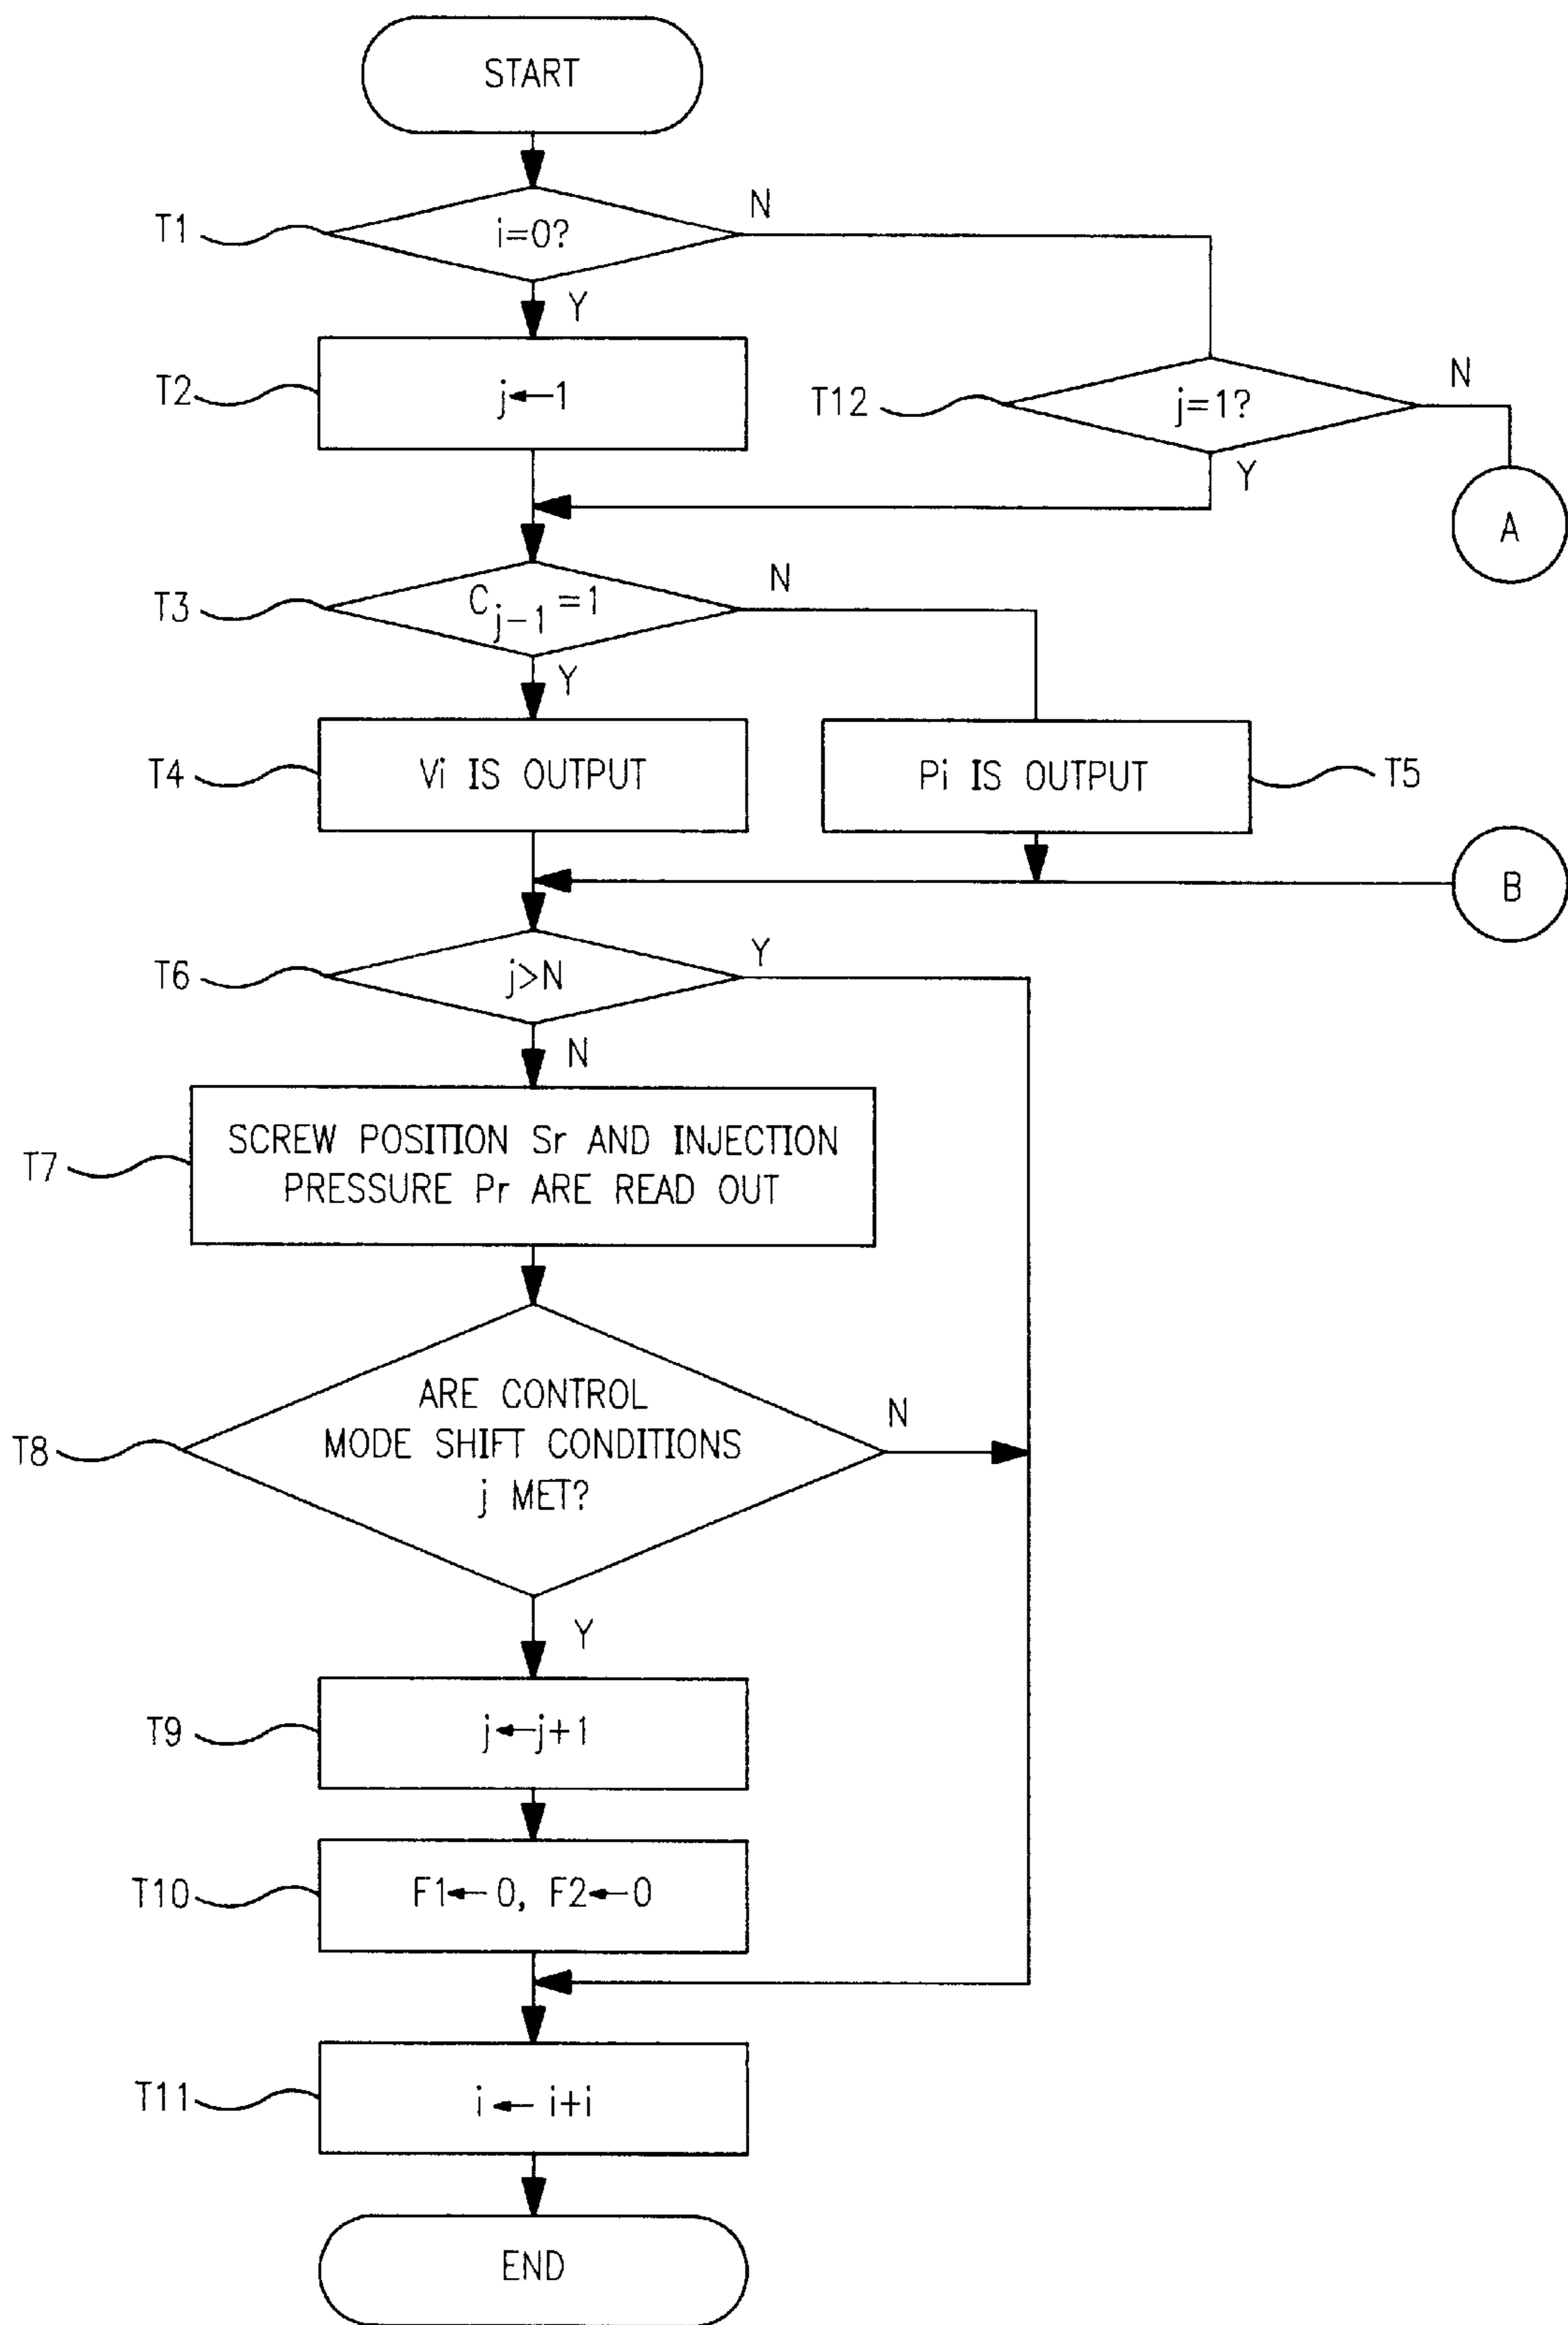 START
T1
i=0?
N
Y
T2
j←1
T12
j=1?
N
Y
A
T3
C_{j-1}=1
N
Y
T4
Vi IS OUTPUT
Pi IS OUTPUT
T5
B
T6
j>N
Y
N
T7
SCREW POSITION Sr AND INJECTION
PRESSURE Pr ARE READ OUT
T8
ARE CONTROL
MODE SHIFT CONDITIONS
j MET?
N
Y
T9
j←j+1
T10
F1←0, F2←0
T11
i←i+i
END